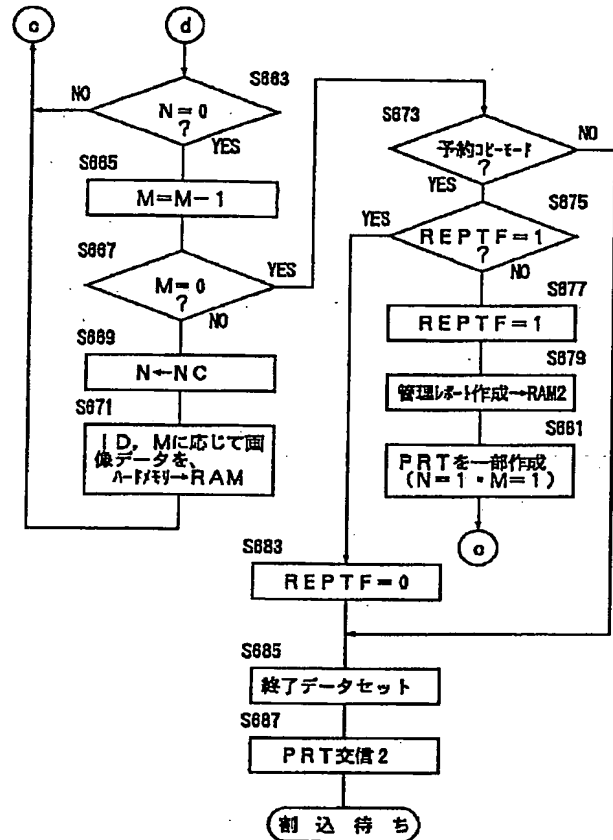 c
d
S663
NO
N=0
?
YES
S665
M=M-1
S667
YES
M=0
?
NO
S669
N←NC
S671
ID,Mに応じて画
像データを、
ハードメモリ→RAM
S673
NO
予約コピーモード
?
YES
S675
YES
REPTF=1
?
NO
S677
REPTF=1
S679
管理レポート作成→RAM2
S681
PRTを一部作成
(N=1・M=1)
S683
REPTF=0
S685
終了データセット
S687
PRT交信2
割込待ち